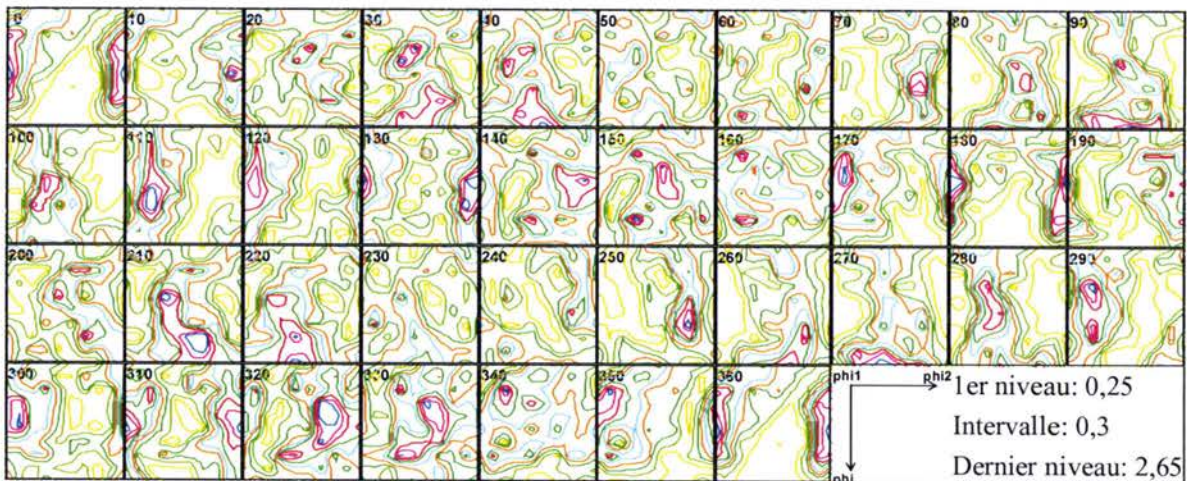 0 10 20 30 40 50 60 70 80 90
100 110 120 130 140 150 160 170 180 190
200 210 220 230 240 250 260 270 280 290
300 310 320 330 340 350 360 phi1 phi2
1er niveau: 0,25
Intervalle: 0,3
Dernier niveau: 2,65
phi